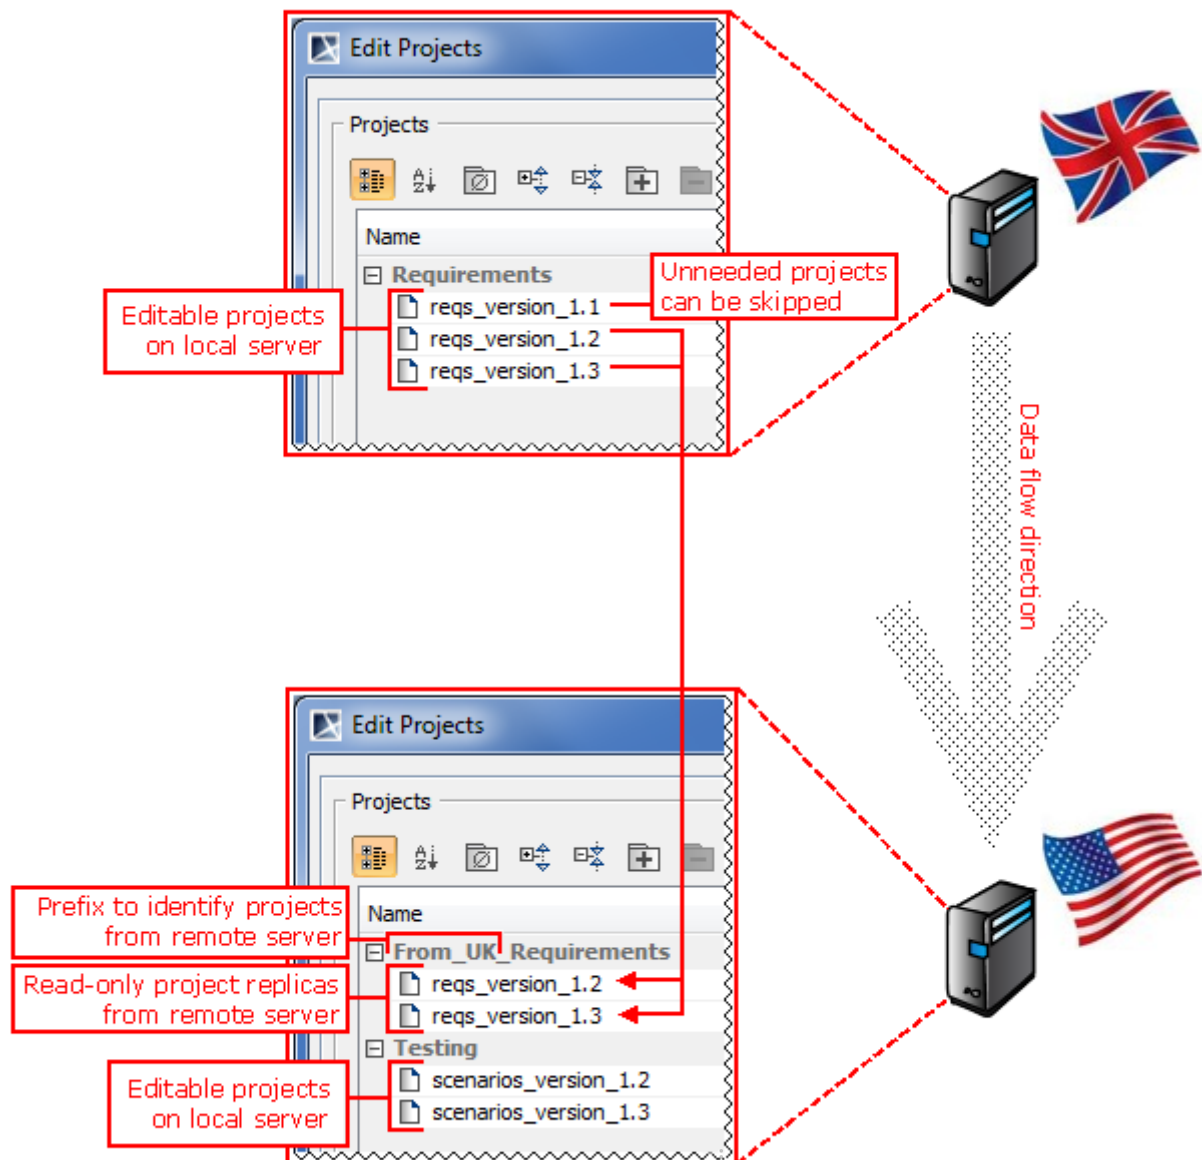 Edit Projects
Projects
A
Z
Name
Requirements
reqs_version_1.1
reqs_version_1.2
reqs_version_1.3
Unneeded projects
can be skipped
Editable projects
on local server
Data flow direction
Edit Projects
Projects
A
Z
Name
Prefix to identify projects
from remote server
From_UK_Requirements
Read-only project replicas
from remote server
reqs_version_1.2
reqs_version_1.3
Testing
Editable projects
on local server
scenarios_version_1.2
scenarios_version_1.3